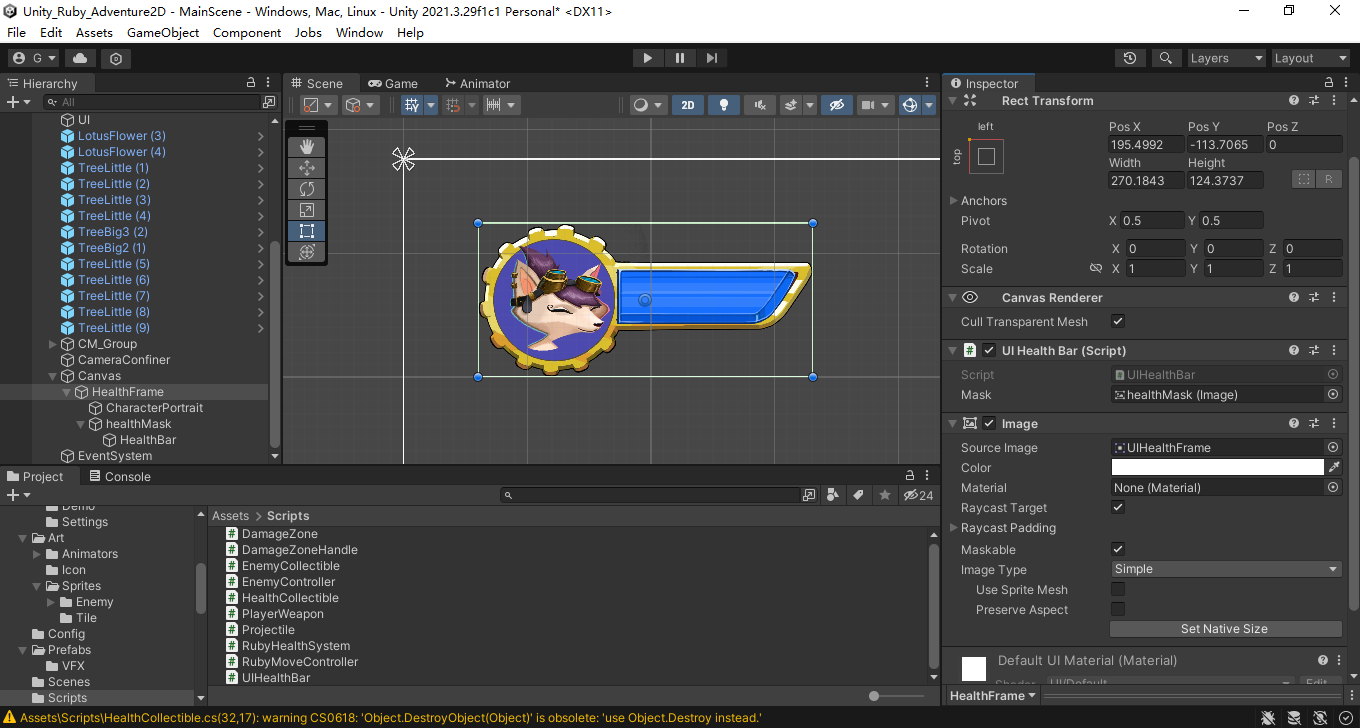 Unity_Ruby_Adventure2D - MainScene - Windows, Mac, Linux - Unity 2021.3.29f1c1 Personal* <DX11>
File Edit Assets GameObject Component Jobs Window Help
G
Layers
Layout
Hierarchy
All
UI
LotusFlower (3)
LotusFlower (4)
TreeLittle (1)
TreeLittle (2)
TreeLittle (3)
TreeLittle (4)
TreeBig3 (2)
TreeBig2 (1)
TreeLittle (5)
TreeLittle (6)
TreeLittle (7)
TreeLittle (8)
TreeLittle (9)
CM_Group
CameraConfiner
Canvas
HealthFrame
CharacterPortrait
healthMask
HealthBar
EventSystem
Scene Game Animator
2D
Inspector
Rect Transform
left
top
Pos X Pos Y Pos Z
195.4992 -113.7065 0
Width Height
270.1843 124.3737
R
Anchors
Pivot X 0.5 Y 0.5
Rotation X 0 Y 0 Z 0
Scale X 1 Y 1 Z 1
Canvas Renderer
Cull Transparent Mesh
UI Health Bar (Script)
Script UIHealthBar
Mask healthMask (Image)
Image
Source Image UIHealthFrame
Color
Material None (Material)
Raycast Target
Raycast Padding
Maskable
Image Type Simple
Use Sprite Mesh
Preserve Aspect
Set Native Size
Default UI Material (Material)
Shader UI/Default Edit
HealthFrame
Project Console
24
Demo
Settings
Art
Animators
Icon
Sprites
Enemy
Tile
Config
Prefabs
VFX
Scenes
Scripts
Assets > Scripts
DamageZone
DamageZoneHandle
EnemyCollectible
EnemyController
HealthCollectible
PlayerWeapon
Projectile
RubyHealthSystem
RubyMoveController
UIHealthBar
Assets\Scripts\HealthCollectible.cs(32,17): warning CS0618: 'Object.DestroyObject(Object)' is obsolete: 'use Object.Destroy instead.'